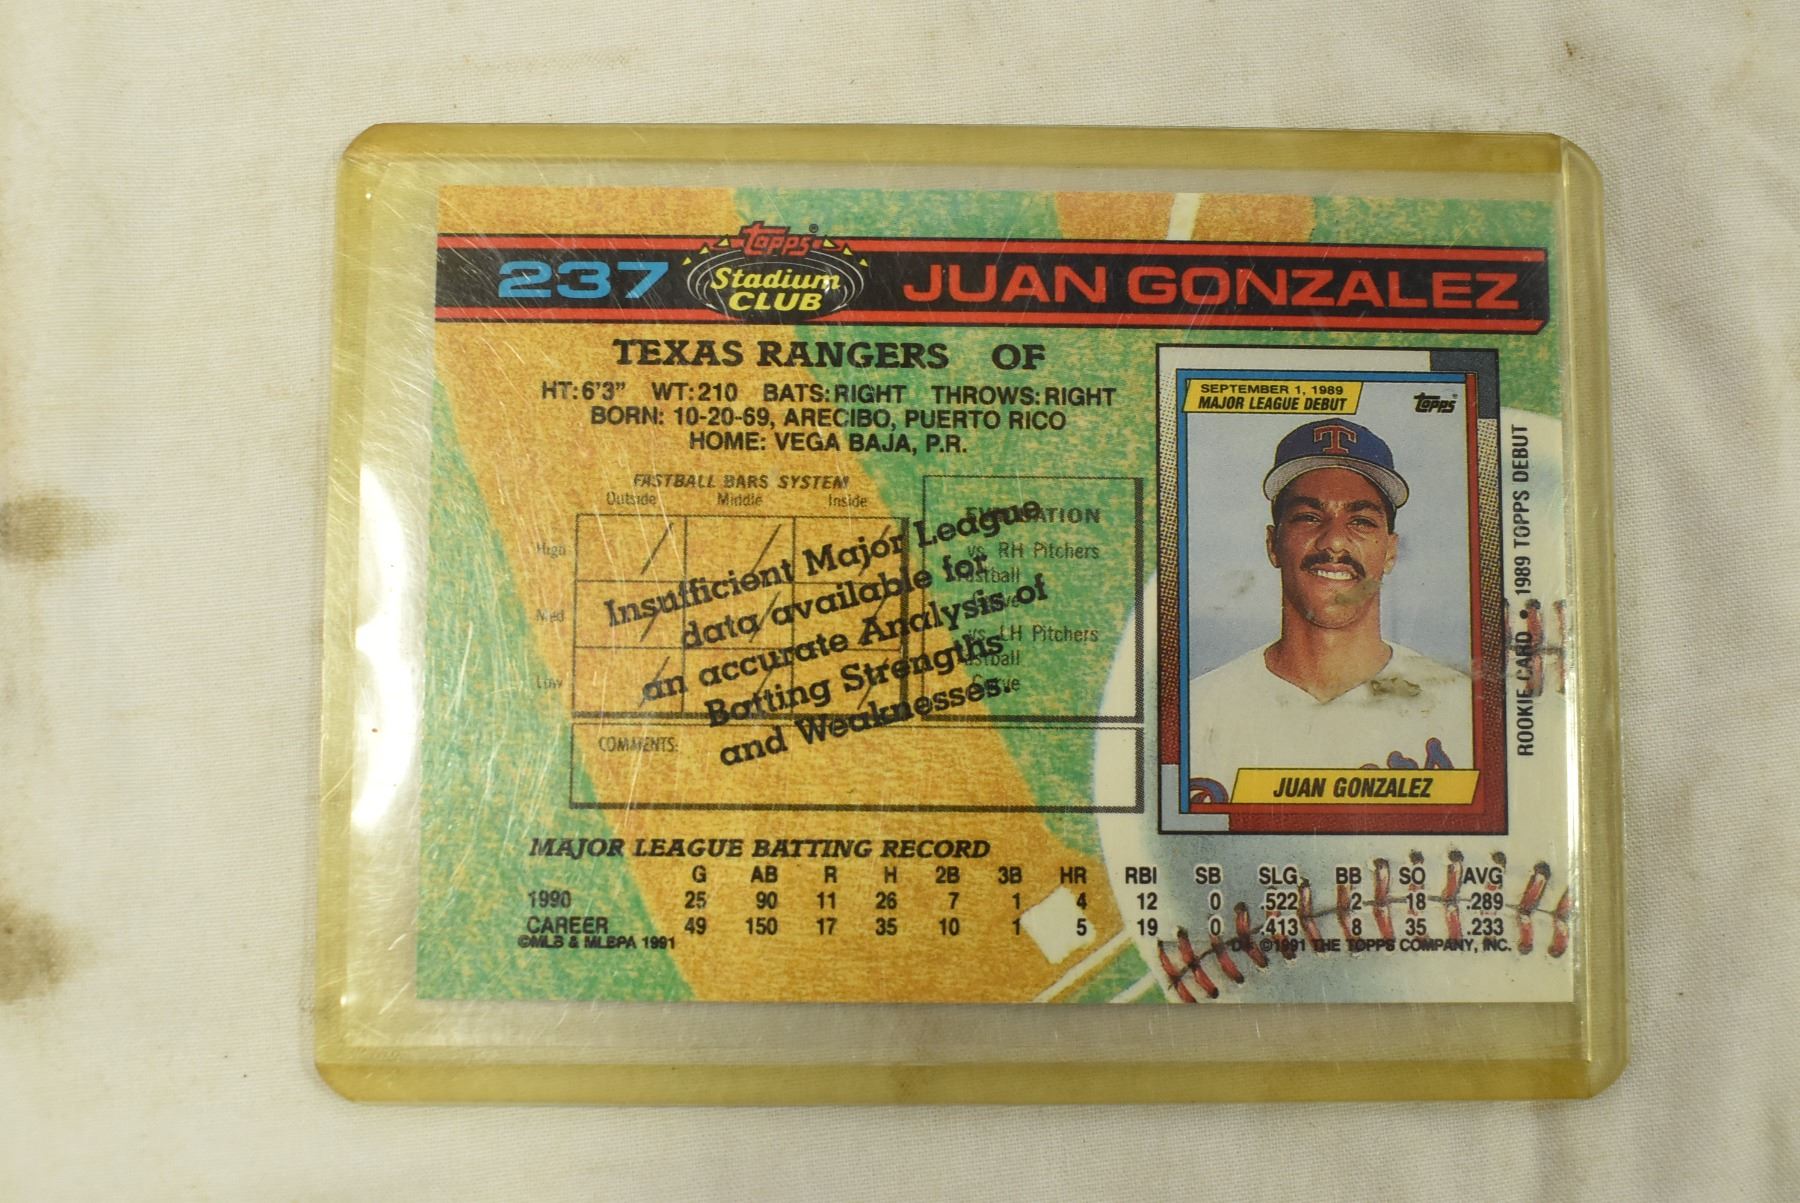 237 Topps® Stadium CLUB JUAN GONZALEZ
TEXAS RANGERS OF
HT: 6'3" WT: 210 BATS: RIGHT THROWS: RIGHT
BORN: 10-20-69, ARECIBO, PUERTO RICO
HOME: VEGA BAJA, P.R.
FASTBALL BARS SYSTEM
Outside Middle Inside
High
Med
Low
EVALUATION
vs. RH Pitchers
Fastball
Curve
vs. LH Pitchers
Fastball
Curve
Insufficient Major League
data available for
an accurate Analysis of
Batting Strengths
and Weaknesses.
COMMENTS:
SEPTEMBER 1, 1989
MAJOR LEAGUE DEBUT
Topps®
JUAN GONZALEZ
ROOKIE CARD • 1989 TOPPS DEBUT
MAJOR LEAGUE BATTING RECORD
G AB R H 2B 3B HR RBI SB SLG BB SO AVG
1990 25 90 11 26 7 1 4 12 0 .522 2 18 .289
CAREER 49 150 17 35 10 1 5 19 0 .413 8 35 .233
©MLB & MLBPA 1991 ©1991 THE TOPPS COMPANY, INC.